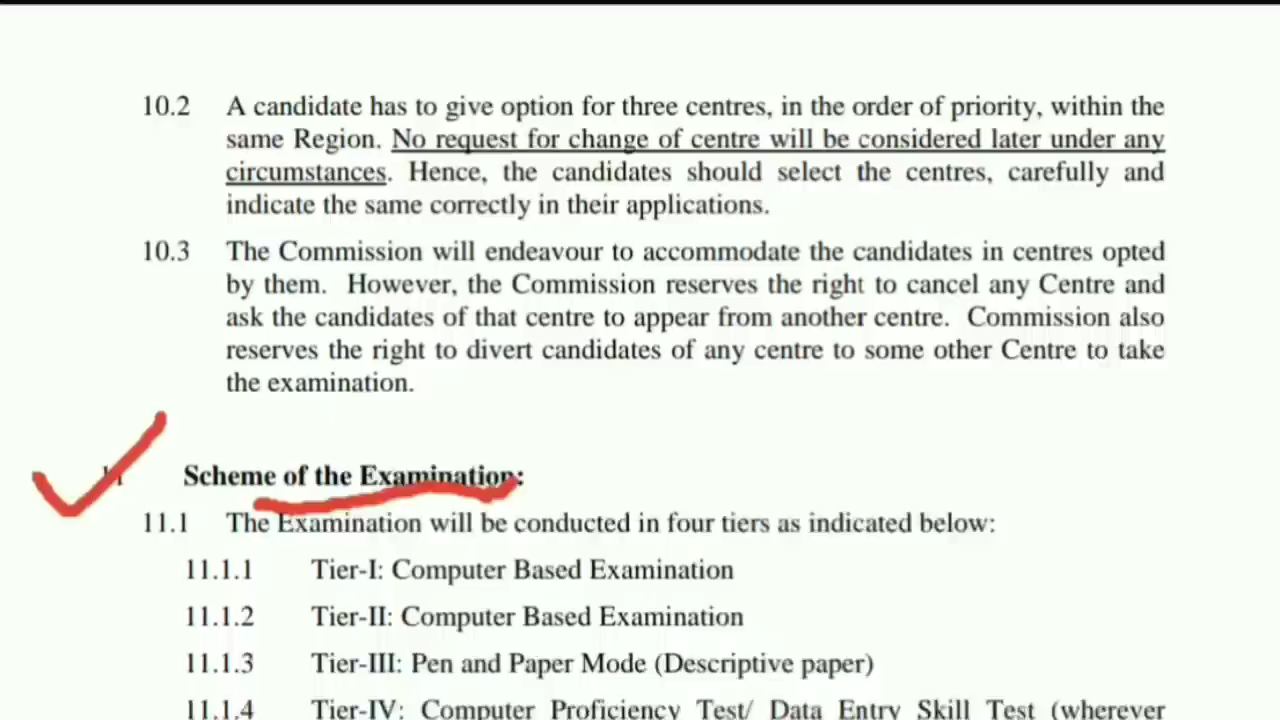 10.2 A candidate has to give option for three centres, in the order of priority, within the
same Region. No request for change of centre will be considered later under any
circumstances. Hence, the candidates should select the centres, carefully and
indicate the same correctly in their applications.
10.3 The Commission will endeavour to accommodate the candidates in centres opted
by them. However, the Commission reserves the right to cancel any Centre and
ask the candidates of that centre to appear from another centre. Commission also
reserves the right to divert candidates of any centre to some other Centre to take
the examination.
Scheme of the Examination:
11.1 The Examination will be conducted in four tiers as indicated below:
11.1.1 Tier-I: Computer Based Examination
11.1.2 Tier-II: Computer Based Examination
11.1.3 Tier-III: Pen and Paper Mode (Descriptive paper)
11.1.4 Tier-IV: Computer Proficiency Test/ Data Entry Skill Test (wherever